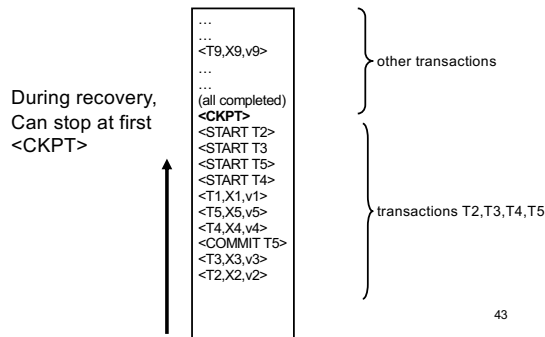 During recovery,
Can stop at first
<CKPT>
…
…
<T9,X9,v9>
…
…
(all completed)
<CKPT>
<START T2>
<START T3
<START T5>
<START T4>
<T1,X1,v1>
<T5,X5,v5>
<T4,X4,v4>
<COMMIT T5>
<T3,X3,v3>
<T2,X2,v2>
other transactions
transactions T2,T3,T4,T5
43